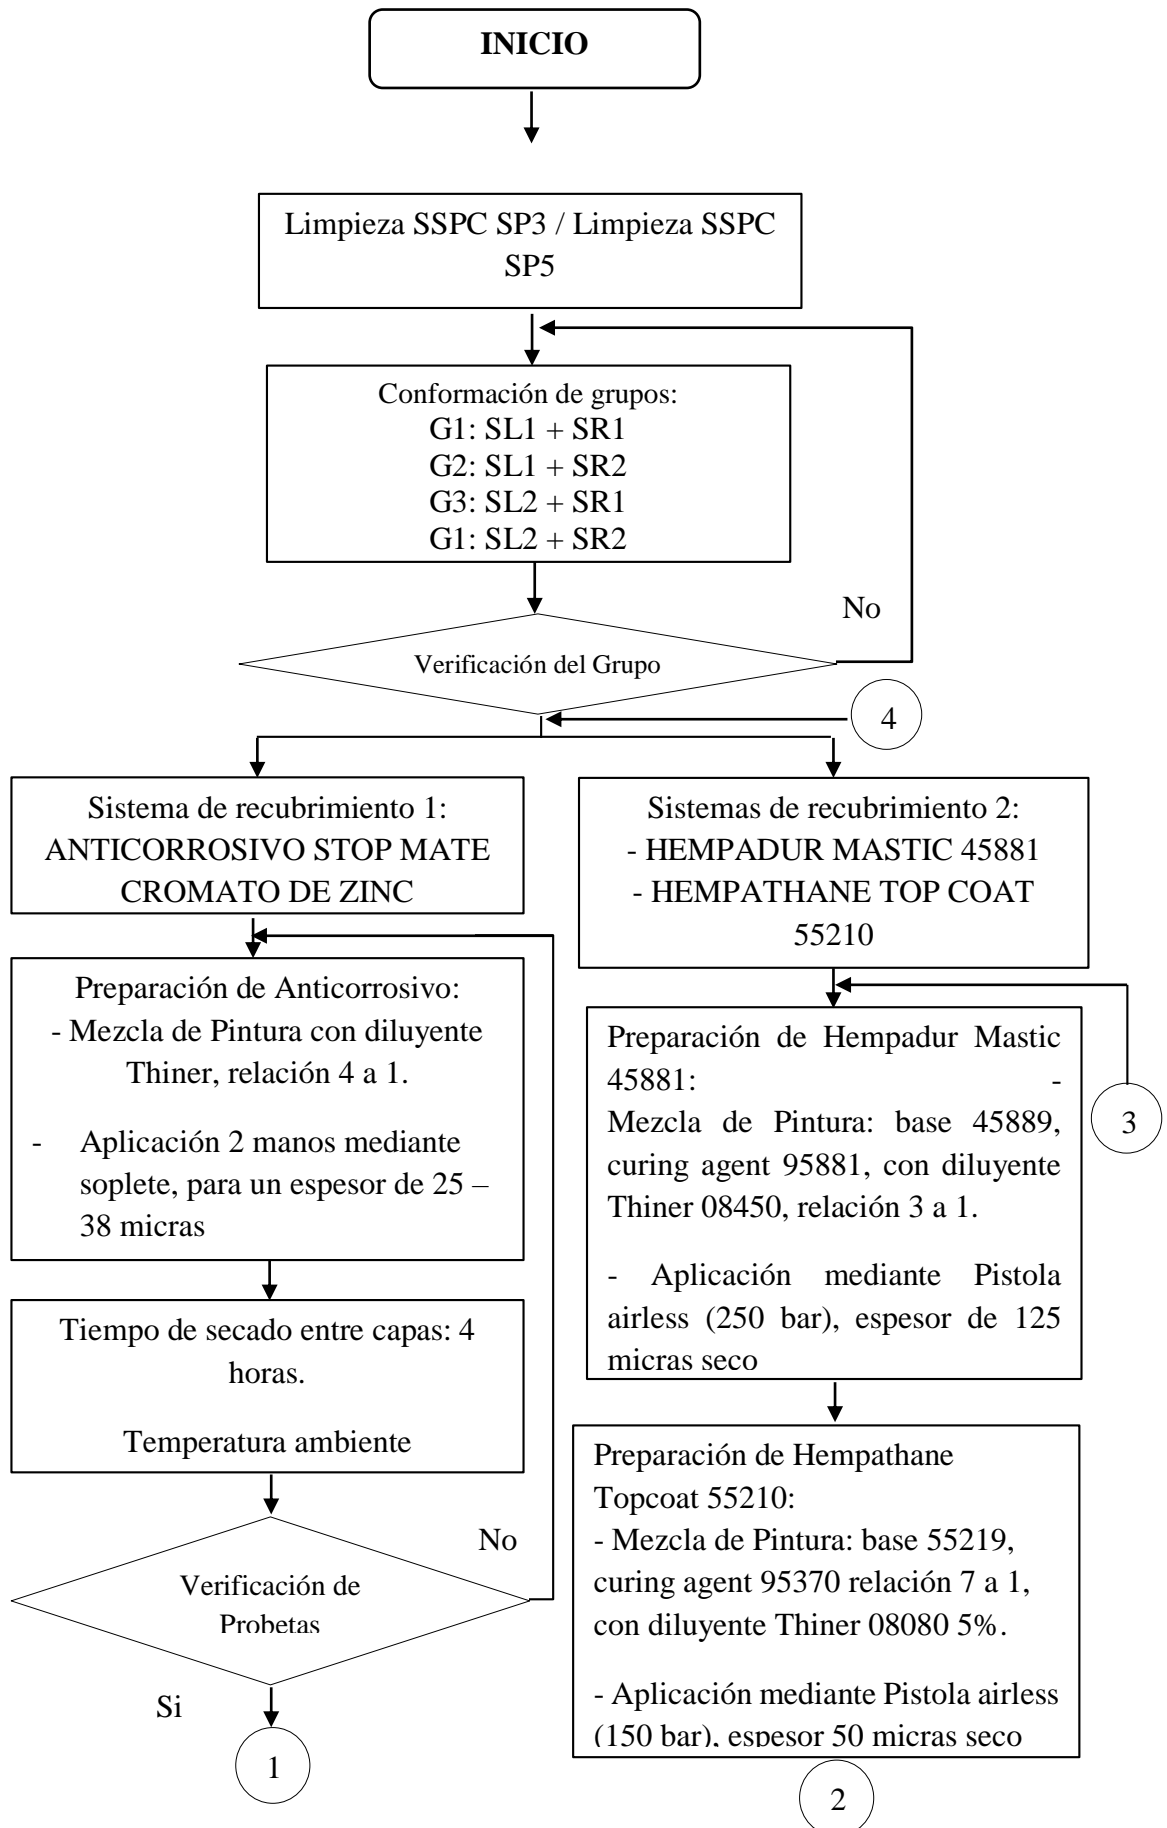 INICIO
Limpieza SSPC SP3 / Limpieza SSPC
SP5
Conformación de grupos:
G1: SL1 + SR1
G2: SL1 + SR2
G3: SL2 + SR1
G1: SL2 + SR2
No
Verificación del Grupo
4
Sistema de recubrimiento 1:
ANTICORROSIVO STOP MATE
CROMATO DE ZINC
Sistemas de recubrimiento 2:
- HEMPADUR MASTIC 45881
- HEMPATHANE TOP COAT
55210
Preparación de Anticorrosivo:
- Mezcla de Pintura con diluyente
Thiner, relación 4 a 1.
- Aplicación 2 manos mediante
soplete, para un espesor de 25 –
38 micras
Preparación de Hempadur Mastic
45881: -
Mezcla de Pintura: base 45889,
curing agent 95881, con diluyente
Thiner 08450, relación 3 a 1.
- Aplicación mediante Pistola
airless (250 bar), espesor de 125
micras seco
3
Tiempo de secado entre capas: 4
horas.
Temperatura ambiente
Preparación de Hempathane
Topcoat 55210:
- Mezcla de Pintura: base 55219,
curing agent 95370 relación 7 a 1,
con diluyente Thiner 08080 5%.
- Aplicación mediante Pistola airless
(150 bar), espesor 50 micras seco
No
Verificación de
Probetas
Si
1
2